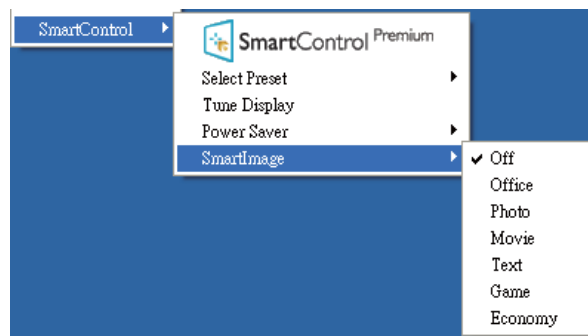 SmartControl
SmartControl Premium
Select Preset
Tune Display
Power Saver
SmartImage
Off
Office
Photo
Movie
Text
Game
Economy